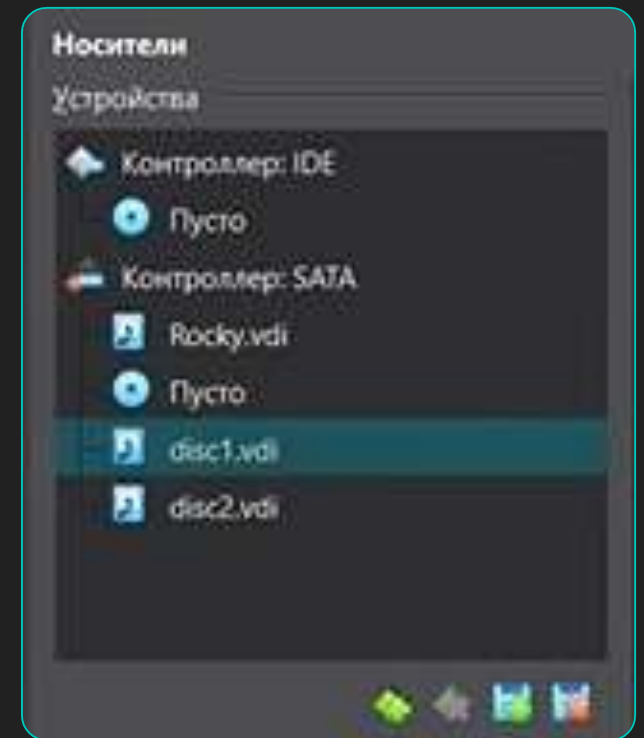 Носители
Устройства
Контроллер: IDE
Пусто
Контроллер: SATA
Rocky.vdi
Пусто
disc1.vdi
disc2.vdi